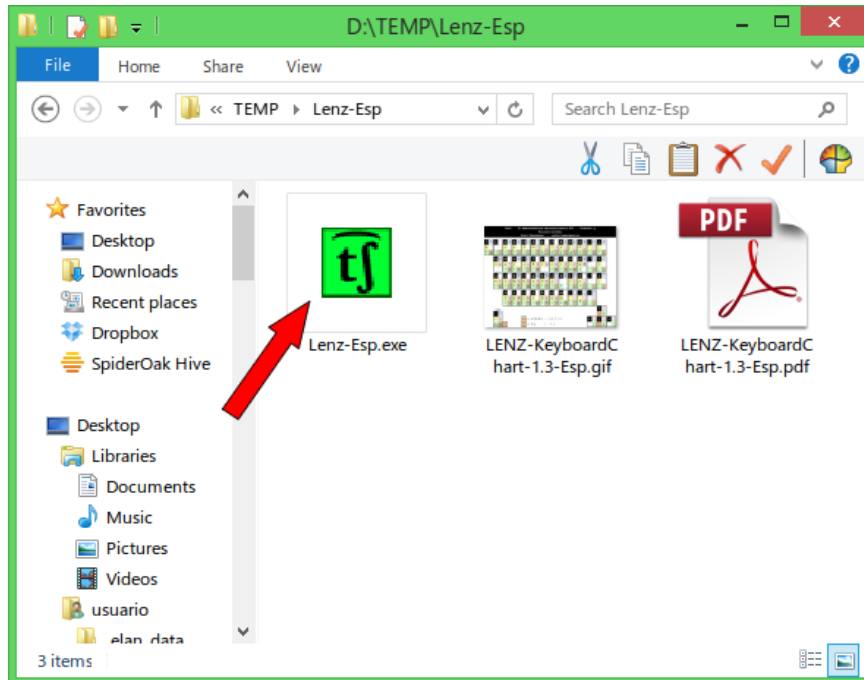 D:\TEMP\Lenz-Esp
File Home Share View
« TEMP Lenz-Esp Search Lenz-Esp
Favorites
Desktop
Downloads
Recent places
Dropbox
SpiderOak Hive
Desktop
Libraries
Documents
Music
Pictures
Videos
usuario
elan_data
t͡ʃ
Lenz-Esp.exe
LENZ-KeyboardC
hart-1.3-Esp.gif
PDF
LENZ-KeyboardC
hart-1.3-Esp.pdf
3 items